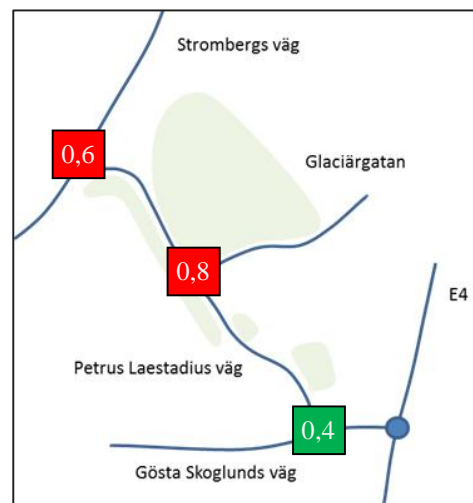 Strombergs väg
0,6
Glaciärgatan
0,8
E4
Petrus Laestadius väg
0,4
Gösta Skoglunds väg